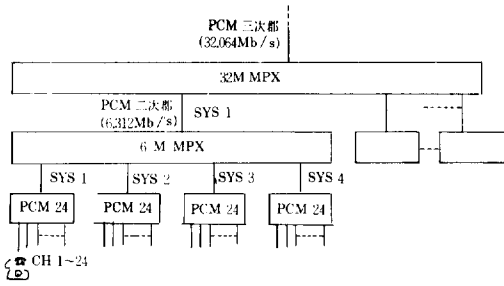 PCM 三次郡
(32,064Mb/s)
32M MPX
PCM 二次郡
(6,312Mb/s)
SYS 1
6 M MPX
SYS 1
SYS 2
SYS 3
SYS 4
PCM 24
PCM 24
PCM 24
PCM 24
CH 1~24